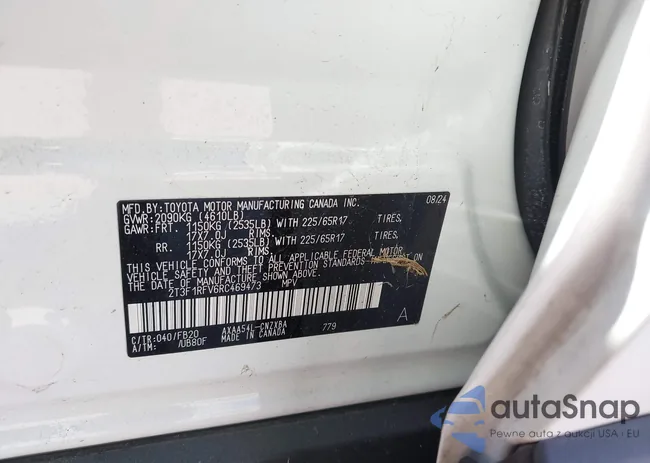 MFD. BY: TOYOTA MOTOR MANUFACTURING CANADA INC. 08/24
GVWR: 2090KG (4610LB)
GAWR: FRT. 1150KG (2535LB) WITH 225/65R17 TIRES,
17X7.0J RIMS
RR. 1150KG (2535LB) WITH 225/65R17 TIRES,
17X7.0J RIMS
THIS VEHICLE CONFORMS TO ALL APPLICABLE FEDERAL MOTOR
VEHICLE SAFETY AND THEFT PREVENTION STANDARDS IN EFFECT ON
THE DATE OF MANUFACTURE SHOWN ABOVE.
2T3F1RFV6RC469473 MPV
C/TR: 040/FB20 AXAA54L-CNZXBA 779 A
A/TM: /UB80F MADE IN CANADA
autaSnap
Pewne auta z aukcji USA i EU